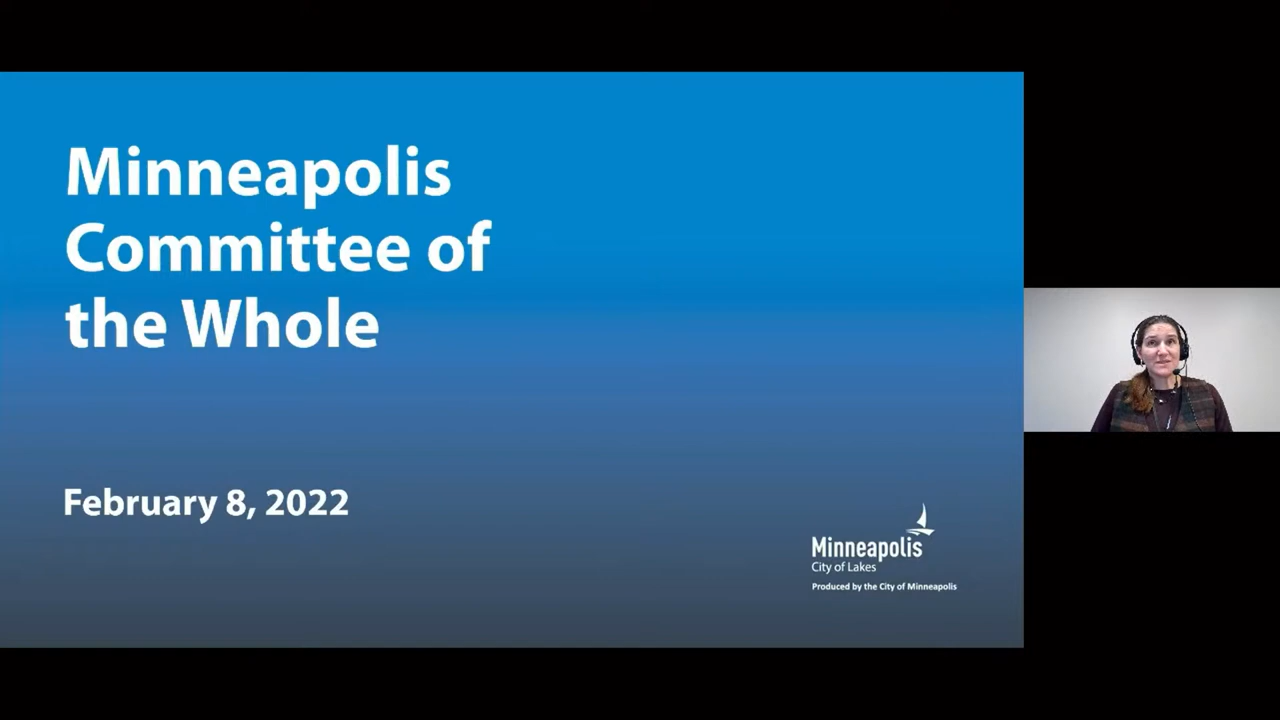 Minneapolis
Committee of
the Whole
February 8, 2022
Minneapolis
City of Lakes
Produced by the City of Minneapolis